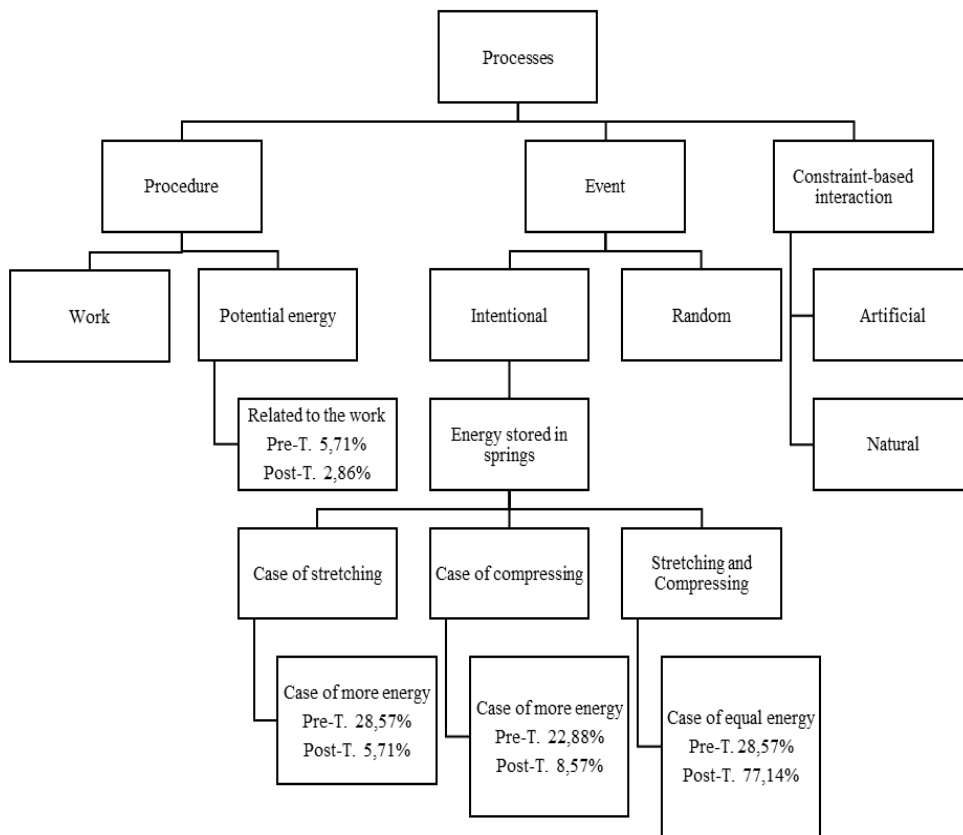 Processes
Procedure
Event
Constraint-based
interaction
Work
Potential energy
Intentional
Random
Artificial
Related to the work
Pre-T. 5,71%
Post-T. 2,86%
Energy stored in
springs
Natural
Case of stretching
Case of compressing
Stretching and
Compressing
Case of more energy
Pre-T. 28,57%
Post-T. 5,71%
Case of more energy
Pre-T. 22,88%
Post-T. 8,57%
Case of equal energy
Pre-T. 28,57%
Post-T. 77,14%